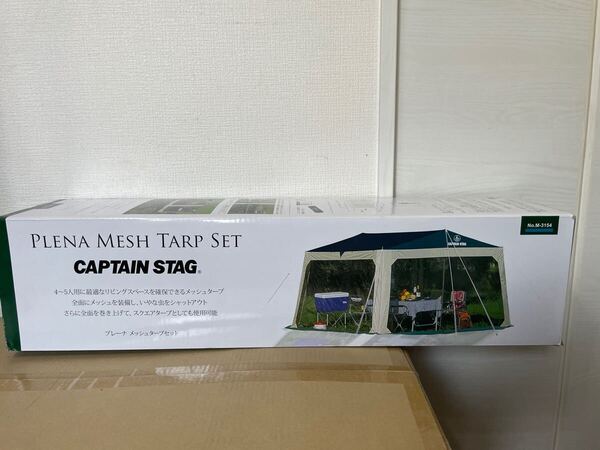 PLENA MESH TARP SET
CAPTAIN STAG®
4～5人用に最適なリビングスペースを確保できるメッシュタープ
全面にメッシュを装備し、いやな虫をシャットアウト
さらに全面を巻き上げて、スクエアタープとしても使用可能
プレーナ メッシュタープセット
No.M-3154
CAPTAIN STAG